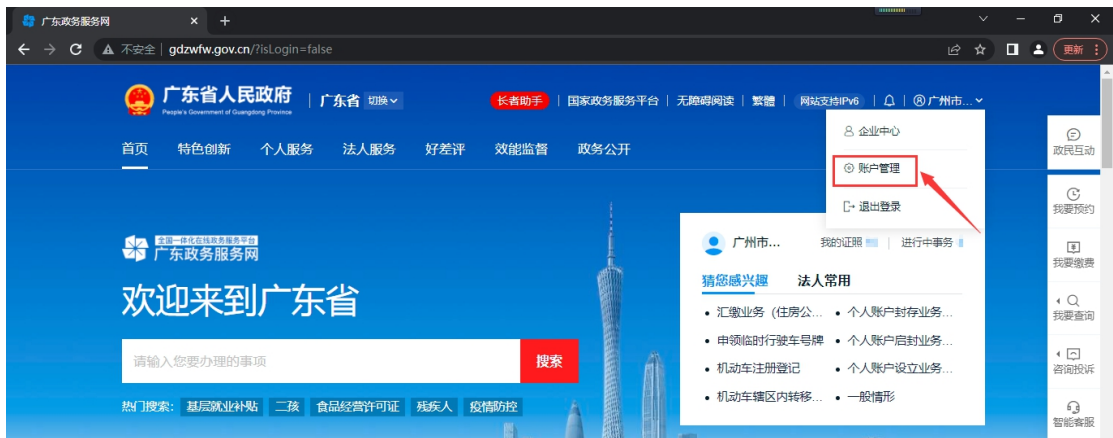 广东政务服务网
不安全 | gdzwfw.gov.cn/?isLogin=false
更新
广东省人民政府 | 广东省 切换
People's Government of Guangdong Province
长者助手 | 国家政务服务平台 | 无障碍阅读 | 繁體 | 网站支持IPv6 | 广州市...
首页 特色创新 个人服务 法人服务 好差评 效能监督 政务公开
企业中心
账户管理
退出登录
政民互动
我要预约
我要缴费
我要查询
咨询投诉
智能客服
全国一体化在线政务服务平台
广东政务服务网
欢迎来到广东省
请输入您要办理的事项
搜索
热门搜索: 基层就业补贴 二孩 食品经营许可证 残疾人 疫情防控
广州市... 我的证照 | 进行中事务
猜您感兴趣 法人常用
• 汇缴业务（住房公... • 个人账户封存业务...
• 申领临时行驶车号牌 • 个人账户启封业务...
• 机动车注册登记 • 个人账户设立业务...
• 机动车辖区内转移... • 一般情形